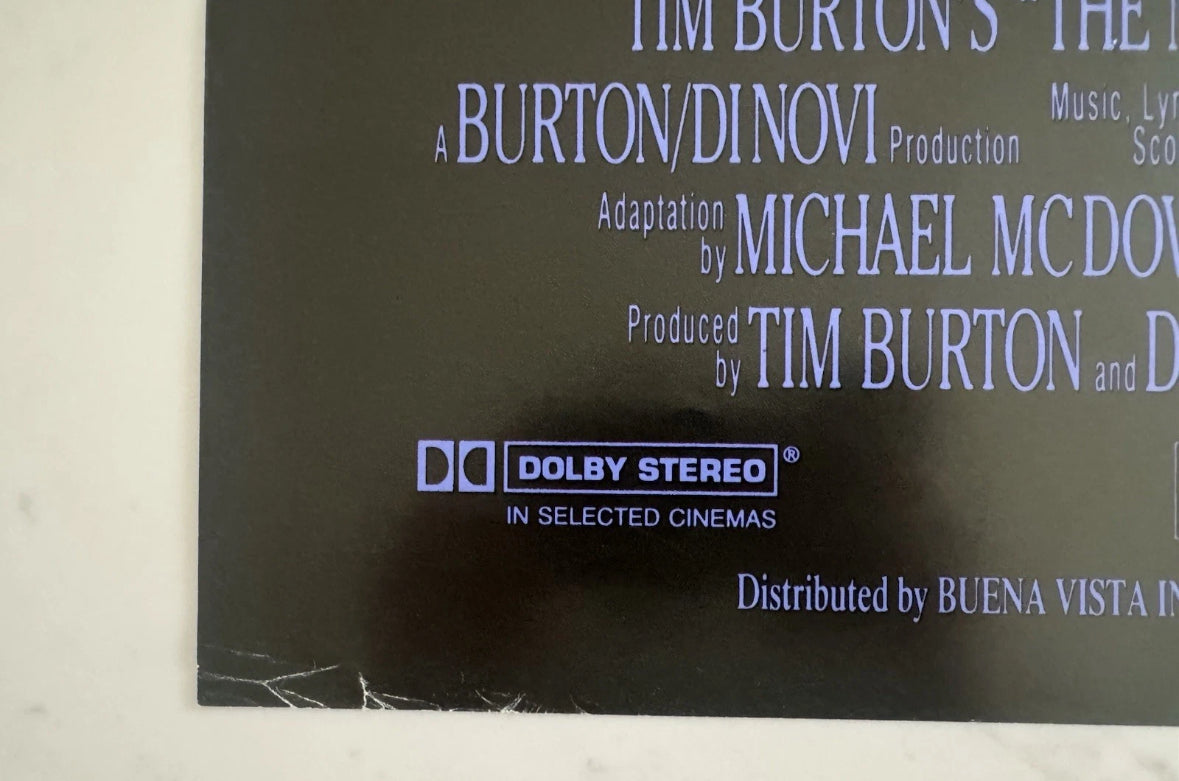 TIM BURTON'S "THE
A BURTON/DI NOVI Production Music,
Adaptation by MICHAEL
Produced by TIM BURTON and
DOLBY STEREO ®
IN SELECTED CINEMAS
Distributed by BUENA VISTA